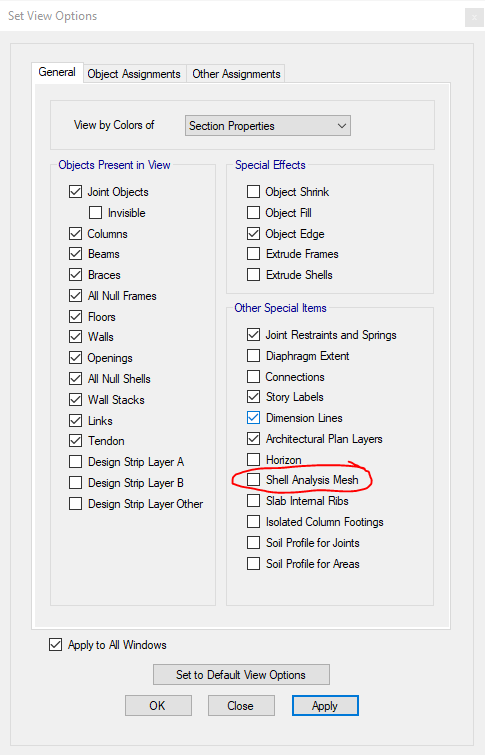 Set View Options
General
Object Assignments
Other Assignments
View by Colors of
Section Properties
Objects Present in View
Joint Objects
Invisible
Columns
Beams
Braces
All Null Frames
Floors
Walls
Openings
All Null Shells
Wall Stacks
Links
Tendon
Design Strip Layer A
Design Strip Layer B
Design Strip Layer Other
Special Effects
Object Shrink
Object Fill
Object Edge
Extrude Frames
Extrude Shells
Other Special Items
Joint Restraints and Springs
Diaphragm Extent
Connections
Story Labels
Dimension Lines
Architectural Plan Layers
Horizon
Shell Analysis Mesh
Slab Internal Ribs
Isolated Column Footings
Soil Profile for Joints
Soil Profile for Areas
Apply to All Windows
Set to Default View Options
OK
Close
Apply